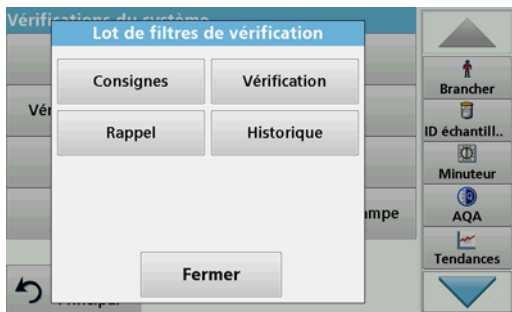 Vérifications du système
Lot de filtres de vérification
Consignes
Vérification
Rappel
Historique
Fermer
Brancher
ID échantill..
Minuteur
AQA
Tendances